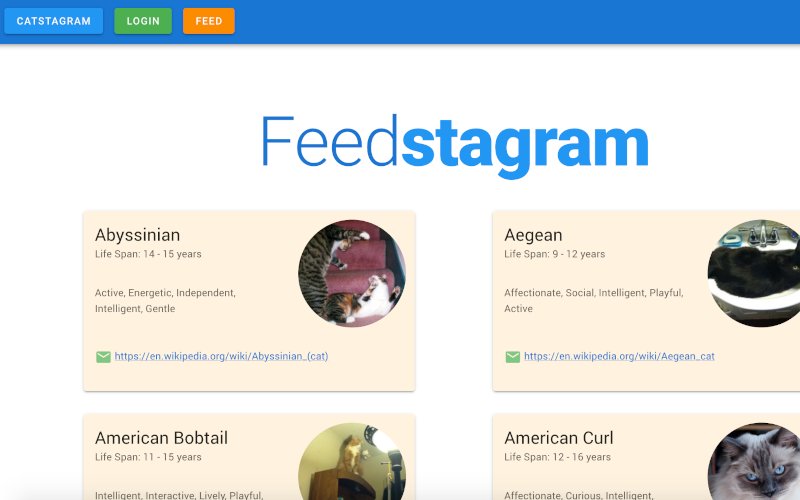 CATSTAGRAM
LOGIN
FEED
Feedstagram
Abyssinian
Life Span: 14 - 15 years
Active, Energetic, Independent,
Intelligent, Gentle
https://en.wikipedia.org/wiki/Abyssinian_(cat)
Aegean
Life Span: 9 - 12 years
Affectionate, Social, Intelligent, Playful,
Active
https://en.wikipedia.org/wiki/Aegean_cat
American Bobtail
Life Span: 11 - 15 years
Intelligent, Interactive, Lively, Playful,
American Curl
Life Span: 12 - 16 years
Affectionate, Curious, Intelligent,